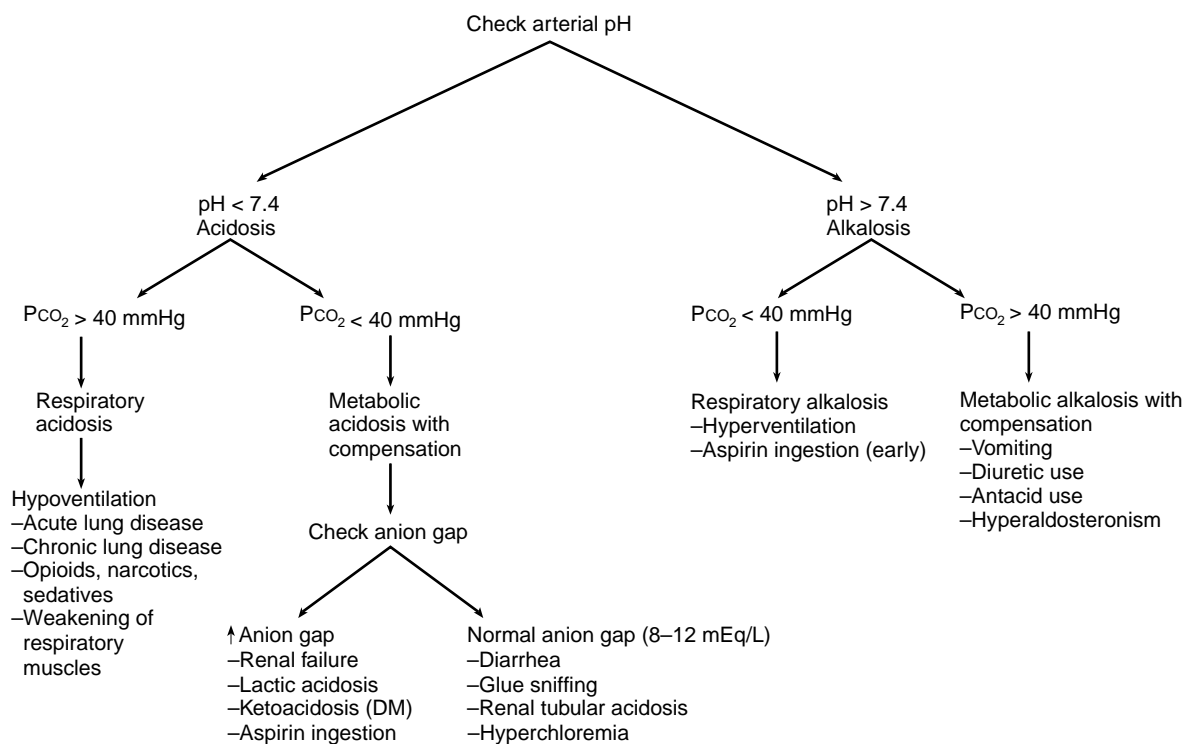 Check arterial pH
pH < 7.4
Acidosis
pH > 7.4
Alkalosis
PCO₂ > 40 mmHg
PCO₂ < 40 mmHg
PCO₂ < 40 mmHg
PCO₂ > 40 mmHg
Respiratory
acidosis
Metabolic
acidosis with
compensation
Respiratory alkalosis
–Hyperventilation
–Aspirin ingestion (early)
Metabolic alkalosis with
compensation
–Vomiting
–Diuretic use
–Antacid use
–Hyperaldosteronism
Hypoventilation
–Acute lung disease
–Chronic lung disease
–Opioids, narcotics,
sedatives
–Weakening of
respiratory
muscles
Check anion gap
↑Anion gap
–Renal failure
–Lactic acidosis
–Ketoacidosis (DM)
–Aspirin ingestion
Normal anion gap (8–12 mEq/L)
–Diarrhea
–Glue sniffing
–Renal tubular acidosis
–Hyperchloremia